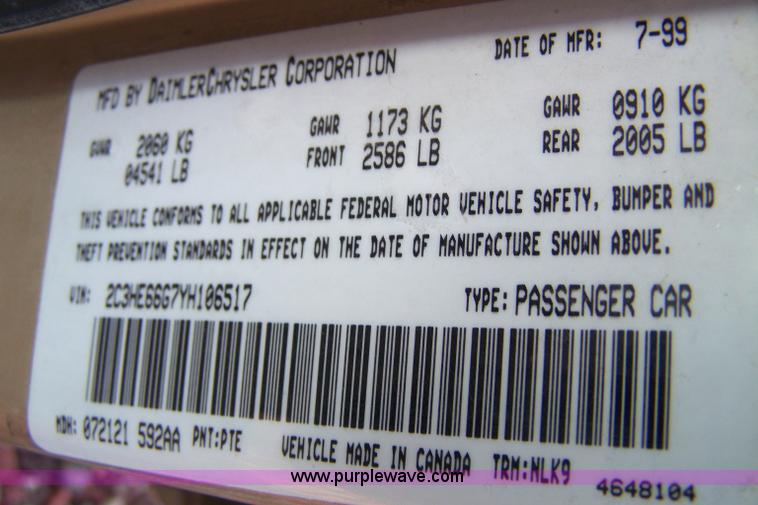 MFD BY DAIMLERCHRYSLER CORPORATION DATE OF MFR: 7-99
GVWR 2060 KG GAWR 1173 KG GAWR 0910 KG
04541 LB FRONT 2586 LB REAR 2005 LB
THIS VEHICLE CONFORMS TO ALL APPLICABLE FEDERAL MOTOR VEHICLE SAFETY, BUMPER AND
THEFT PREVENTION STANDARDS IN EFFECT ON THE DATE OF MANUFACTURE SHOWN ABOVE.
VIN: 2C3HE66G7YH106517 TYPE: PASSENGER CAR
MDH: 072121 592AA PNT:PTE VEHICLE MADE IN CANADA TRM:NLK9
4648104
www.purplewave.com